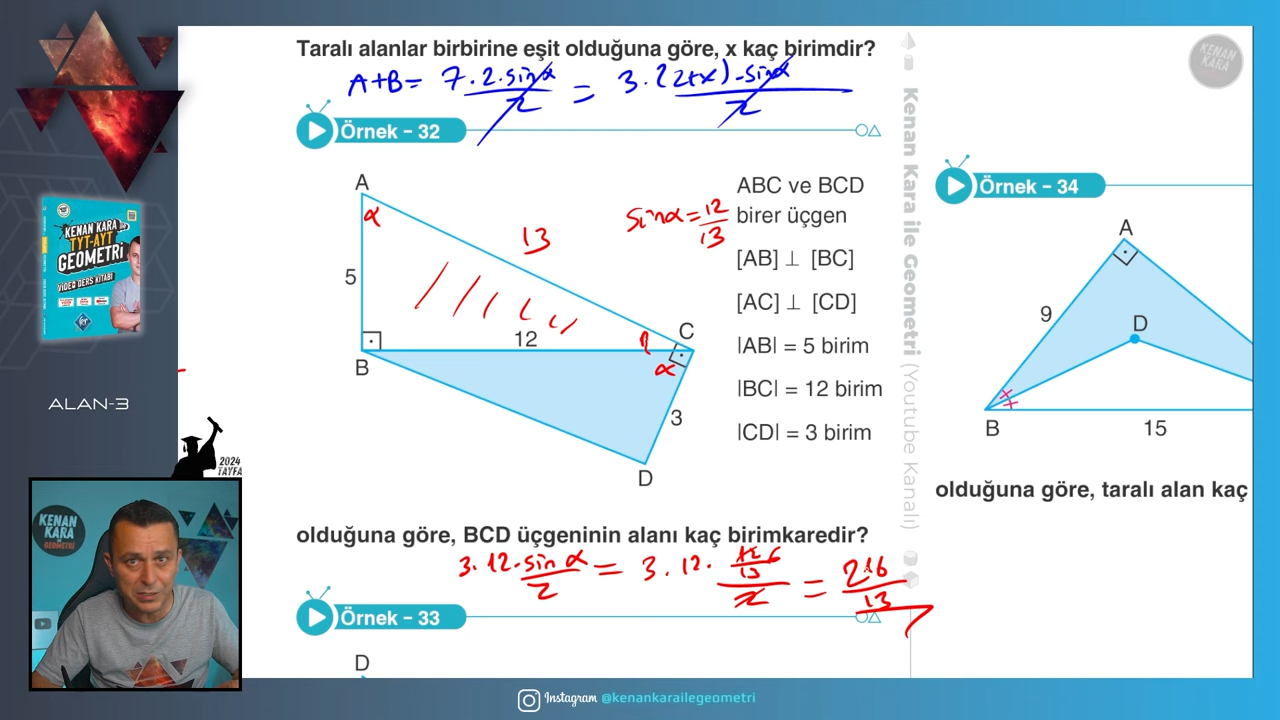 Taralı alanlar birbirine eşit olduğuna göre, x kaç birimdir?
A+B = 7.2.sinα/2 = 3.(2+x).sinα/2
Örnek – 32
A
α
13
5
12
B
C
α
3
D
sinα = 12/13
ABC ve BCD
birer üçgen
[AB] ⊥ [BC]
[AC] ⊥ [CD]
|AB| = 5 birim
|BC| = 12 birim
|CD| = 3 birim
olduğuna göre, BCD üçgeninin alanı kaç birimkaredir?
3.12.sinα/2 = 3.12. 12 6/13/2 = 216/13
Örnek – 33
D
Kenan Kara ile Geometri (Youtube Kanalı)
KENAN
KARA
Örnek – 34
A
9
D
B
15
olduğuna göre, taralı alan kaç
KENAN KARA
TYT-AYT
GEOMETRİ
VİDEO DERS KİTABI
ALAN-3
2024
TAYFA
KENAN
KARA
GEOMETRİ
Instagram @kenankarailegeometri